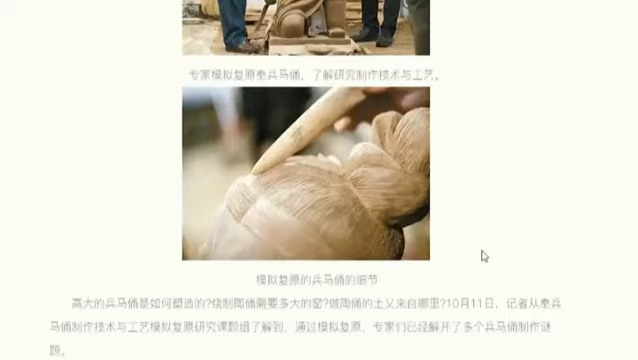 专家模拟复原秦兵马俑，了解研究制作技术与工艺。
模拟复原的兵马俑的细节
高大的兵马俑是如何塑造的?烧制陶俑需要多大的窑?做陶俑的土又来自哪里?10月11日，记者从秦兵
马俑制作技术与工艺模拟复原研究课题组了解到，通过模拟复原，专家们已经解开了多个兵马俑制作谜
题。